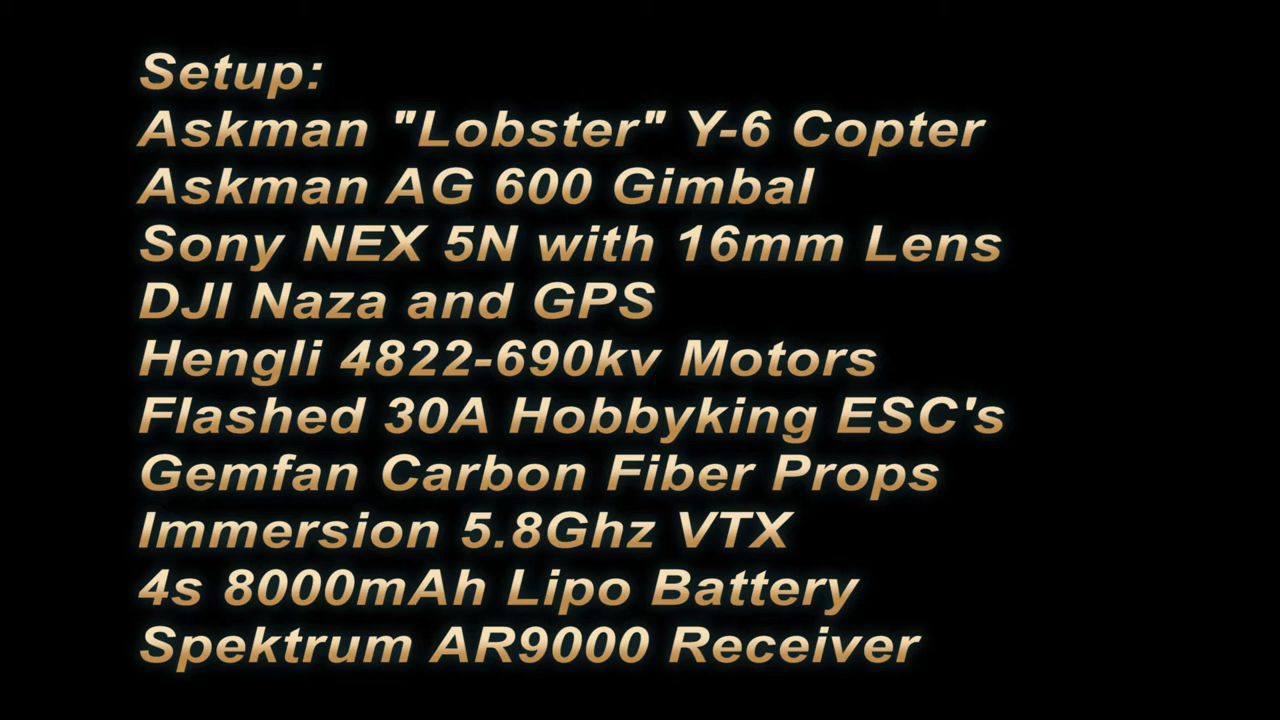 Setup:
Askman "Lobster" Y-6 Copter
Askman AG 600 Gimbal
Sony NEX 5N with 16mm Lens
DJI Naza and GPS
Hengli 4822-690kv Motors
Flashed 30A Hobbyking ESC's
Gemfan Carbon Fiber Props
Immersion 5.8Ghz VTX
4s 8000mAh Lipo Battery
Spektrum AR9000 Receiver